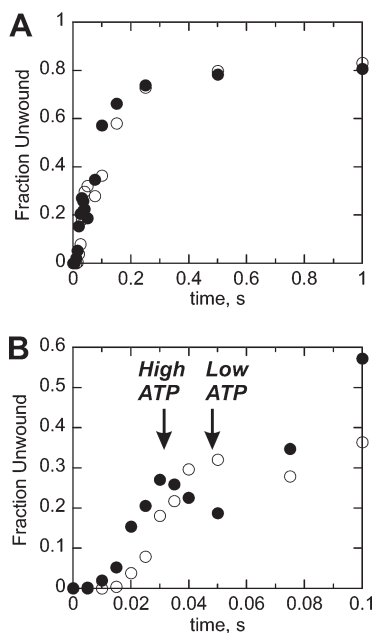 A
1
0.8
0.6
0.4
0.2
0
Fraction Unwound
0 0.2 0.4 0.6 0.8 1
time, s
B
0.6
0.5
0.4
0.3
0.2
0.1
0
Fraction Unwound
High Low
ATP ATP
0 0.02 0.04 0.06 0.08 0.1
time, s